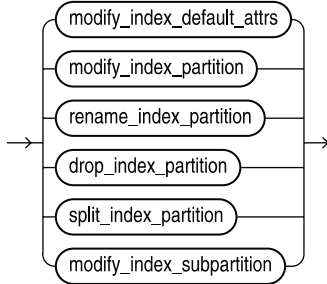 modify_index_default_attrs
modify_index_partition
rename_index_partition
drop_index_partition
split_index_partition
modify_index_subpartition